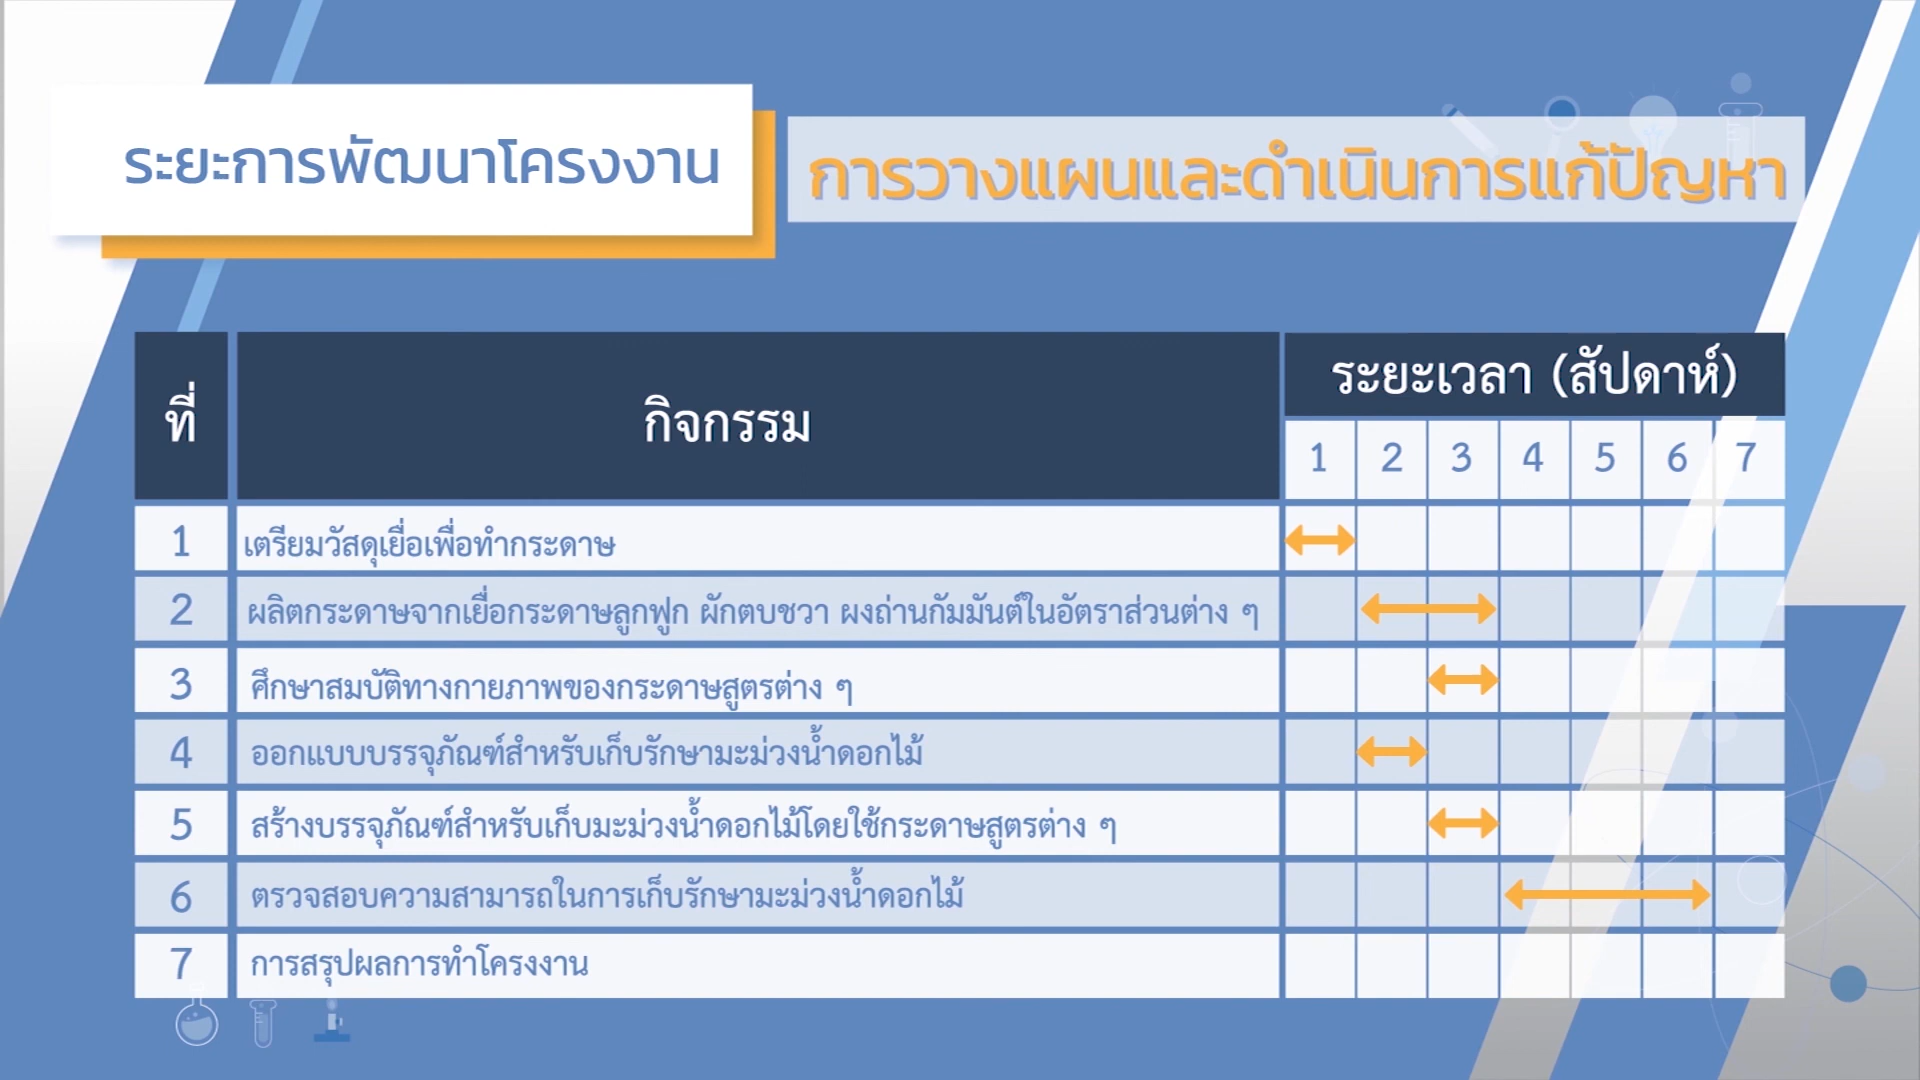 ระยะการพัฒนาโครงงาน
การวางแผนและดำเนินการแก้ปัญหา
ที่ กิจกรรม ระยะเวลา (สัปดาห์)
1 2 3 4 5 6 7
1 เตรียมวัสดุเยื่อเพื่อทำกระดาษ
2 ผลิตกระดาษจากเยื่อกระดาษลูกฟูก ผักตบชวา ผงถ่านกัมมันต์ในอัตราส่วนต่าง ๆ
3 ศึกษาสมบัติทางกายภาพของกระดาษสูตรต่าง ๆ
4 ออกแบบบรรจุภัณฑ์สำหรับเก็บรักษามะม่วงน้ำดอกไม้
5 สร้างบรรจุภัณฑ์สำหรับเก็บมะม่วงน้ำดอกไม้โดยใช้กระดาษสูตรต่าง ๆ
6 ตรวจสอบความสามารถในการเก็บรักษามะม่วงน้ำดอกไม้
7 การสรุปผลการทำโครงงาน